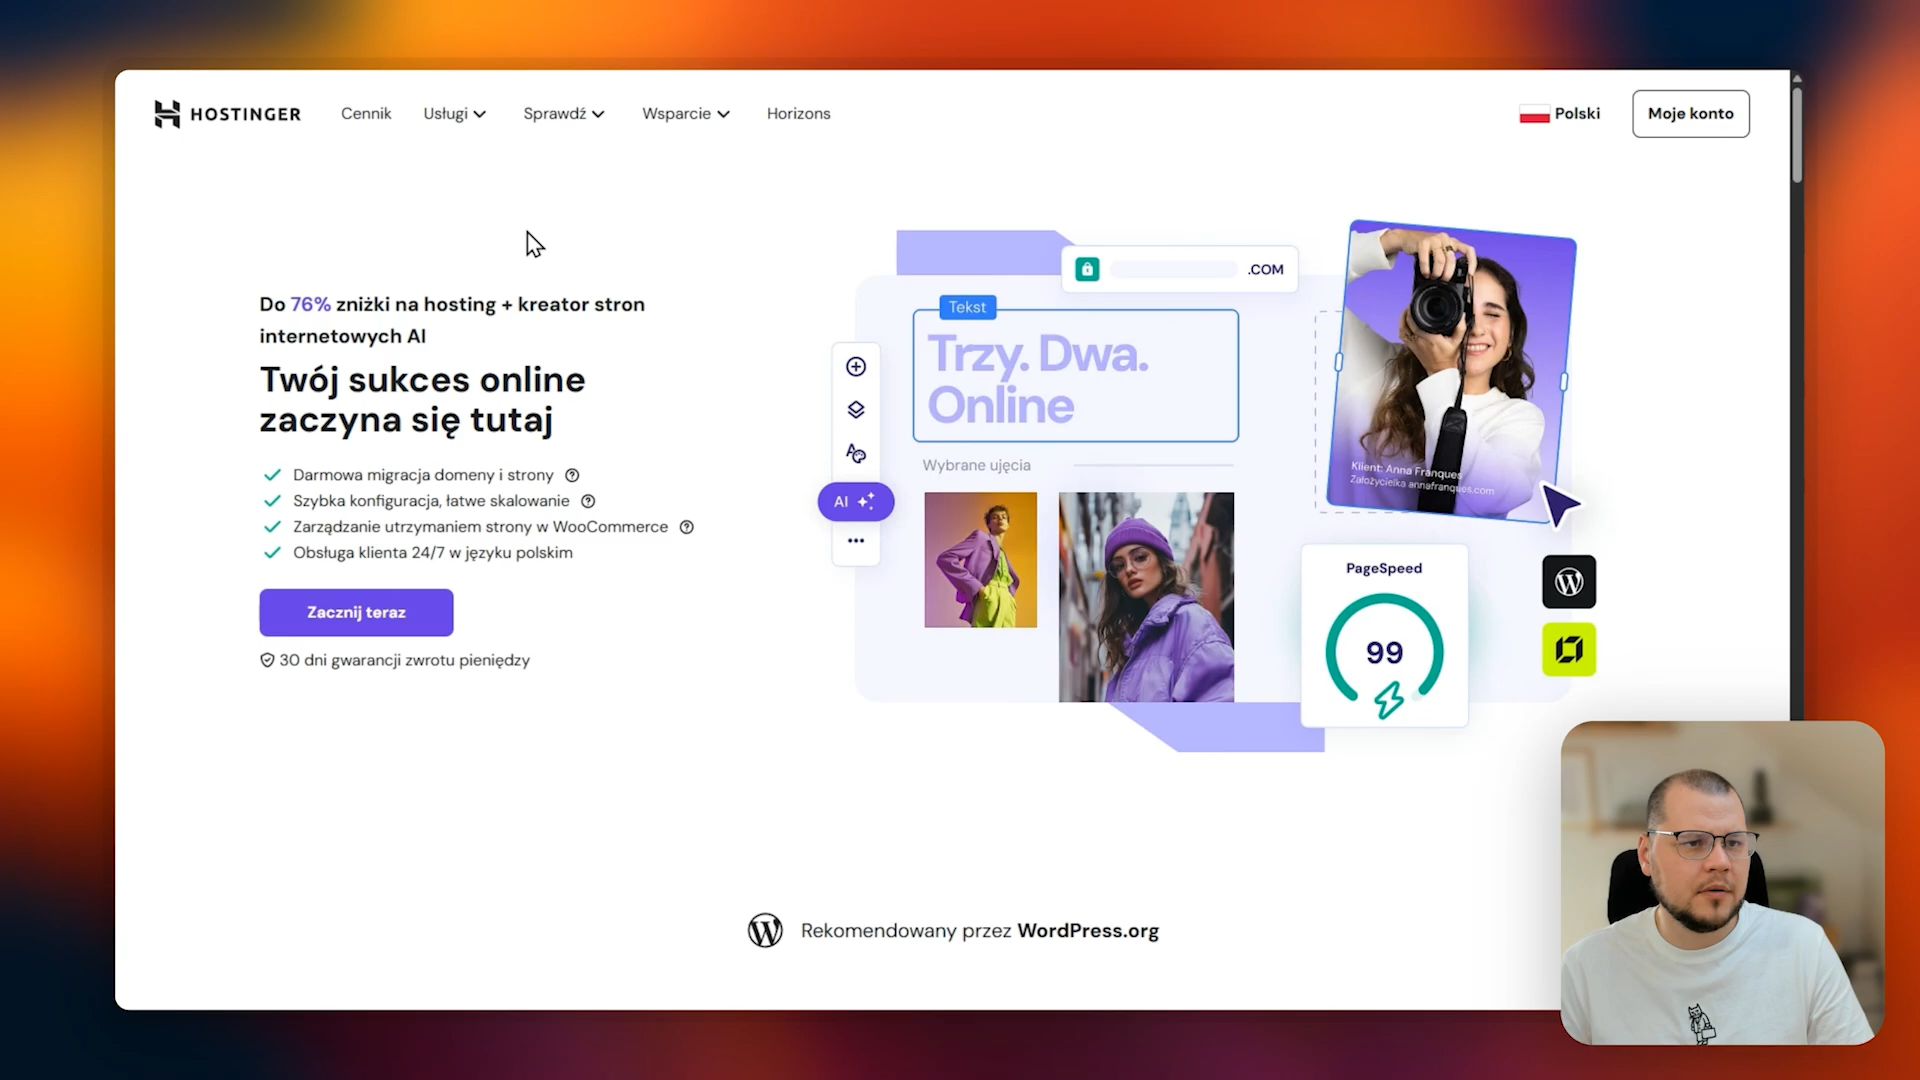 HOSTINGER
Cennik
Usługi
Sprawdź
Wsparcie
Horizons
Polski
Moje konto
Do 76% zniżki na hosting + kreator stron
internetowych AI
Twój sukces online
zaczyna się tutaj
Darmowa migracja domeny i strony
Szybka konfiguracja, łatwe skalowanie
Zarządzanie utrzymaniem strony w WooCommerce
Obsługa klienta 24/7 w języku polskim
Zacznij teraz
30 dni gwarancji zwrotu pieniędzy
.COM
Tekst
Trzy. Dwa.
Online
Wybrane ujęcia
AI
Klient: Anna Franques
Założycielka annafranques.com
PageSpeed
99
Rekomendowany przez WordPress.org